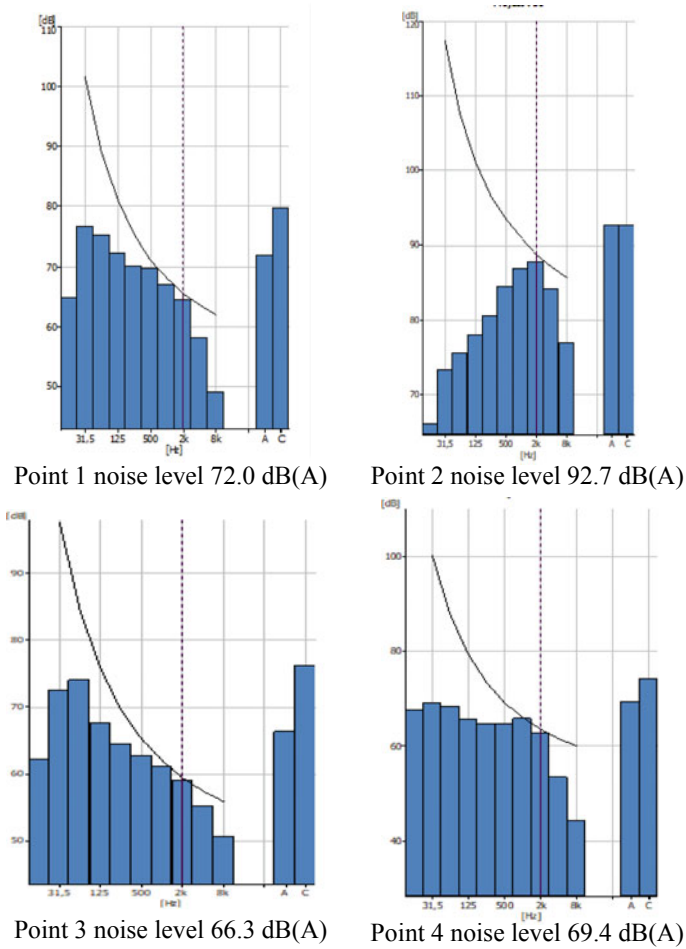 [dB]
110
100
90
80
70
60
50
31,5 125 500 2k 8k A C
[Hz]
Point 1 noise level 72.0 dB(A)
[dB]
120
110
100
90
80
70
31,5 125 500 2k 8k A C
[Hz]
Point 2 noise level 92.7 dB(A)
[dB]
90
80
70
60
50
31,5 125 500 2k 8k A C
[Hz]
Point 3 noise level 66.3 dB(A)
[dB]
100
80
60
40
31,5 125 500 2k 8k A C
[Hz]
Point 4 noise level 69.4 dB(A)